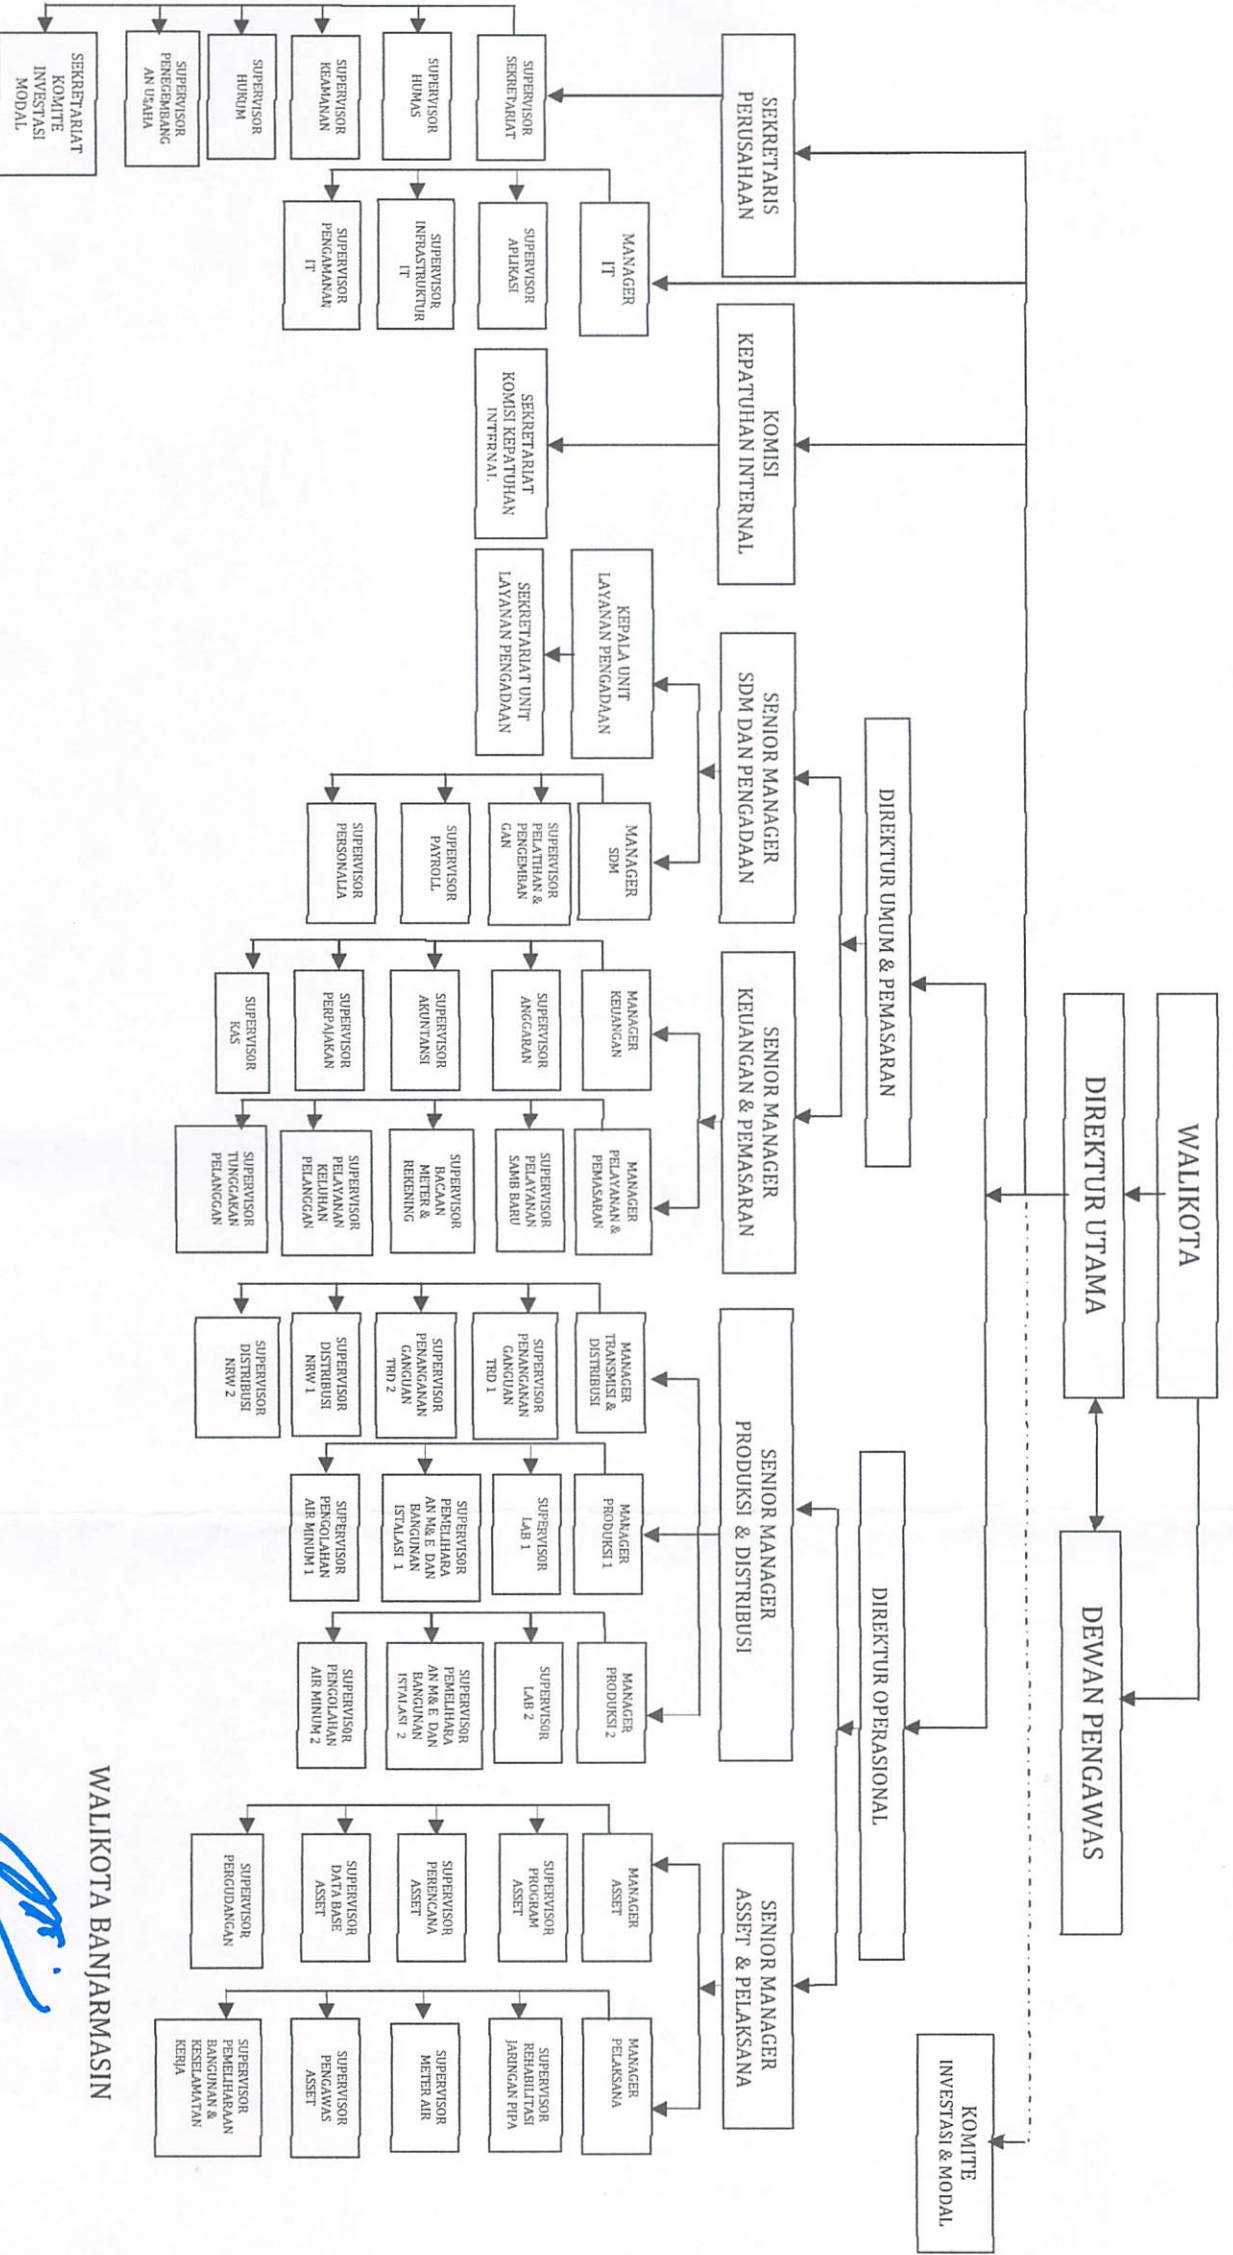 WALIKOTA
DIREKTUR UTAMA
DEWAN PENGAWAS
KOMITE
INVESTASI & MODAL
DIREKTUR UMUM & PEMASARAN
DIREKTUR OPERASIONAL
SEKRETARIS
PERUSAHAAN
KOMISI
KEPATUHAN INTERNAL
SENIOR MANAGER
SDM DAN PENGADAAN
SENIOR MANAGER
KEUANGAN & PEMASARAN
SENIOR MANAGER
PRODUKSI & DISTRIBUSI
SENIOR MANAGER
ASSET & PELAKSANA
SUPERVISOR
SEKRETARIAT
SUPERVISOR
HUMAS
SUPERVISOR
KEAMANAN
SUPERVISOR
HUKUM
SUPERVISOR
PENEGEMBANG
AN USAHA
SEKRETARIAT
KOMITE
INVESTASI
MODAL
MANAGER
IT
SUPERVISOR
APLIKASI
SUPERVISOR
INFRASTRUKTUR
IT
SUPERVISOR
PENGAMANAN
IT
SEKRETARIAT
KOMISI KEPATUHAN
INTERNAL
KEPALA UNIT
LAYANAN PENGADAAN
SEKRETARIAT UNIT
LAYANAN PENGADAAN
MANAGER
SDM
SUPERVISOR
PELATIHAN &
PENGEMBAN
GAN
SUPERVISOR
PAYROLL
SUPERVISOR
PERSONALIA
MANAGER
KEUANGAN
SUPERVISOR
ANGGARAN
SUPERVISOR
AKUNTANSI
SUPERVISOR
PERPAJAKAN
SUPERVISOR
KAS
MANAGER
PELAYANAN &
PEMASARAN
SUPERVISOR
PELAYANAN
SAMB BARU
SUPERVISOR
BACAAN
METER &
REKENING
SUPERVISOR
PELAYANAN
KELUHAN
PELANGGAN
SUPERVISOR
TUNGGAKAN
PELANGGAN
MANAGER
TRANSMISI &
DISTRIBUSI
SUPERVISOR
PENANGANAN
GANGUAN
TRD 1
SUPERVISOR
PENANGANAN
GANGUAN
TRD 2
SUPERVISOR
DISTRIBUSI
NRW 1
SUPERVISOR
DISTRIBUSI
NRW 2
MANAGER
PRODUKSI 1
SUPERVISOR
LAB 1
SUPERVISOR
PEMELIHARA
AN M& E DAN
BANGUNAN
ISTALASI 1
SUPERVISOR
PENGOLAHAN
AIR MINUM 1
MANAGER
PRODUKSI 2
SUPERVISOR
LAB 2
SUPERVISOR
PEMELIHARA
AN M& E DAN
BANGUNAN
ISTALASI 2
SUPERVISOR
PENGOLAHAN
AIR MINUM 2
MANAGER
ASSET
SUPERVISOR
PROGRAM
ASSET
SUPERVISOR
PERENCANA
ASSET
SUPERVISOR
DATA BASE
ASSET
SUPERVISOR
PERGUDANGAN
MANAGER
PELAKSANA
SUPERVISOR
REHABILITASI
JARINGAN PIPA
SUPERVISOR
METER AIR
SUPERVISOR
PENGAWAS
ASSET
SUPERVISOR
PEMELIHARAAN
BANGUNAN &
KESELAMATAN
KERJA
WALIKOTA BANJARMASIN